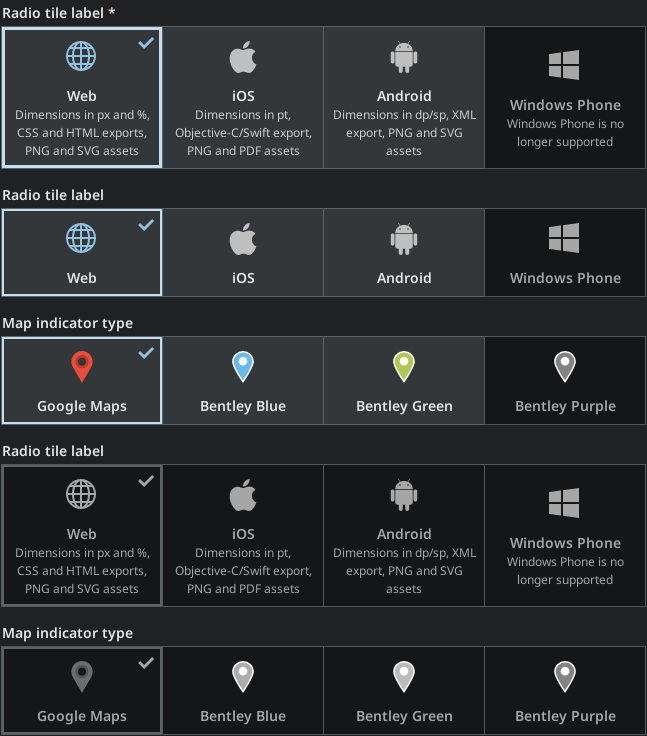 Radio tile label *
Web
Dimensions in px and %,
CSS and HTML exports,
PNG and SVG assets
iOS
Dimensions in pt,
Objective-C/Swift export,
PNG and PDF assets
Android
Dimensions in dp/sp, XML
export, PNG and SVG
assets
Windows Phone
Windows Phone is no
longer supported
Radio tile label
Web
iOS
Android
Windows Phone
Map indicator type
Google Maps
Bentley Blue
Bentley Green
Bentley Purple
Radio tile label
Web
Dimensions in px and %,
CSS and HTML exports,
PNG and SVG assets
iOS
Dimensions in pt,
Objective-C/Swift export,
PNG and PDF assets
Android
Dimensions in dp/sp, XML
export, PNG and SVG
assets
Windows Phone
Windows Phone is no
longer supported
Map indicator type
Google Maps
Bentley Blue
Bentley Green
Bentley Purple